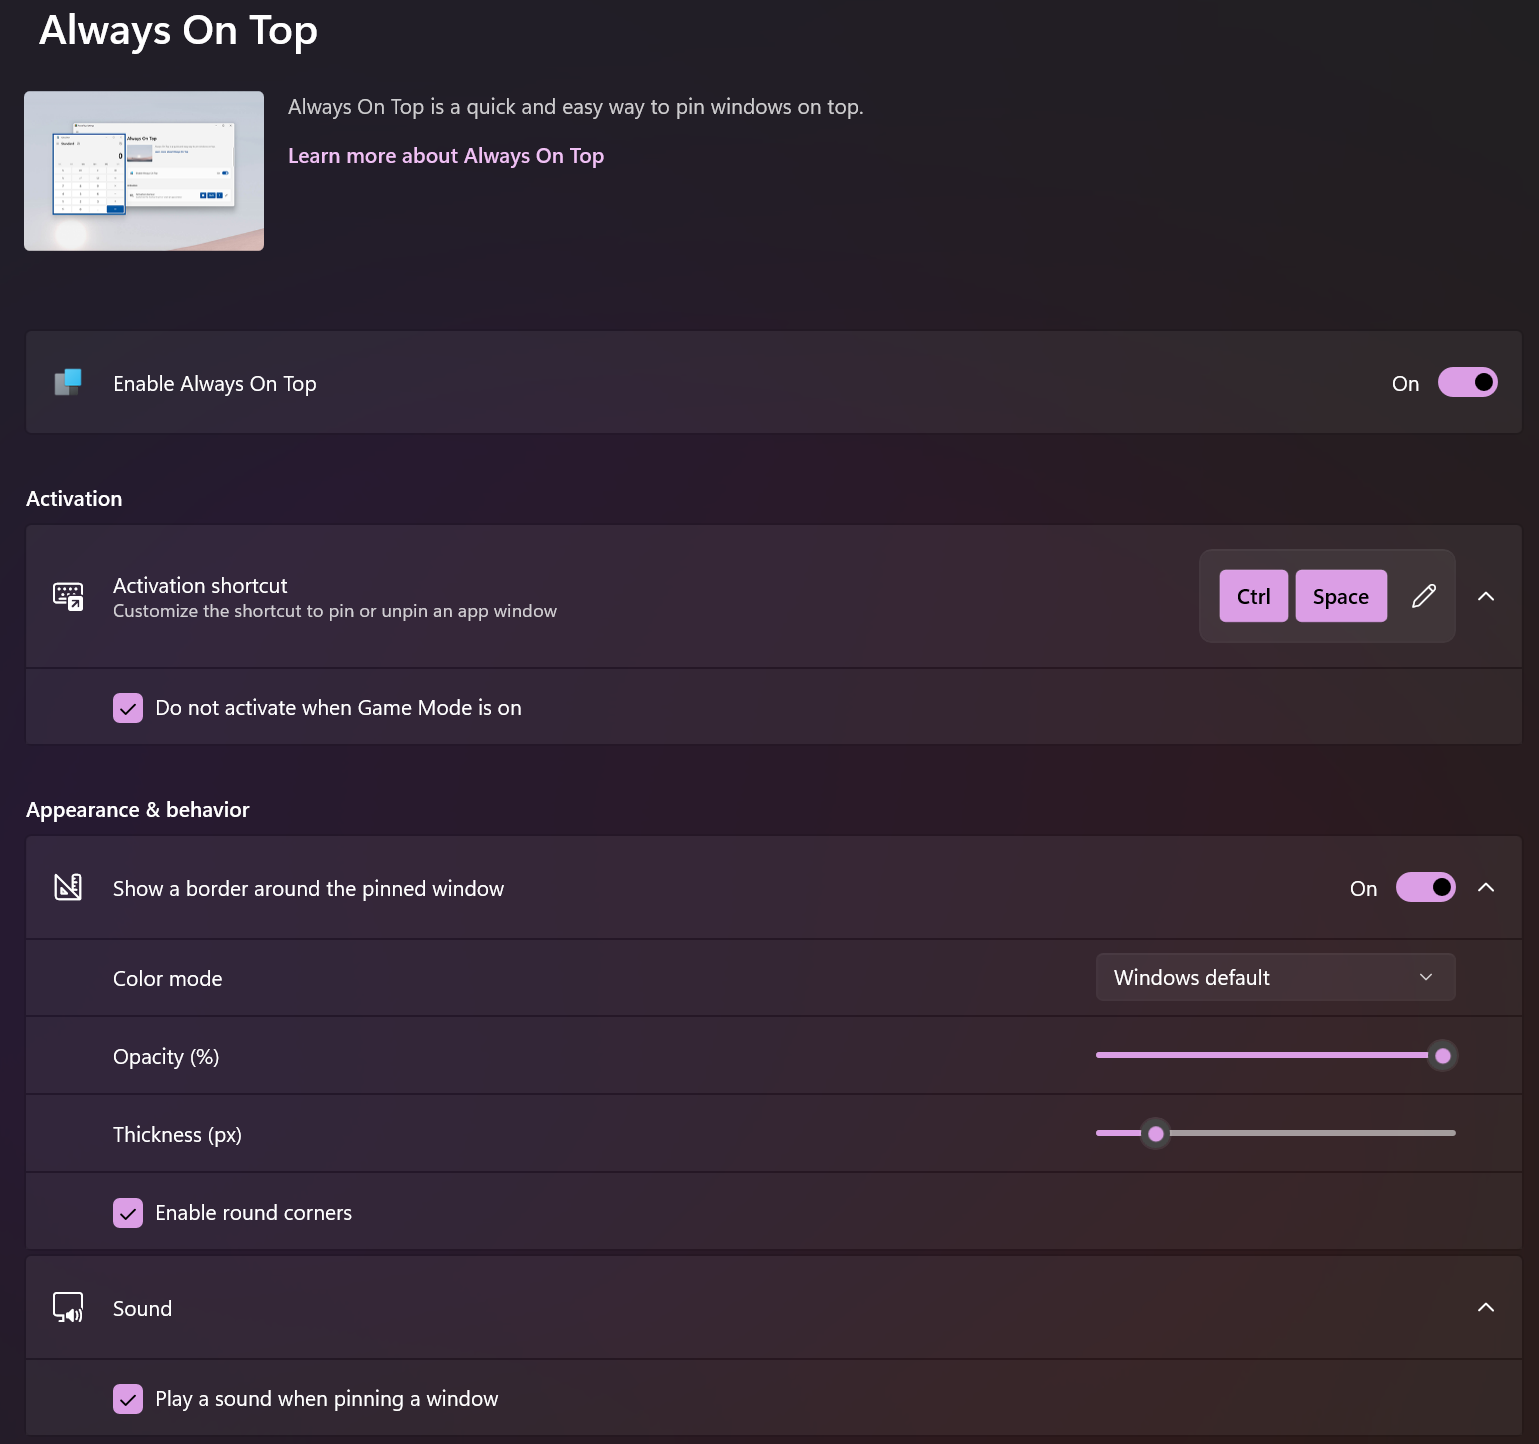 Always On Top
Always On Top is a quick and easy way to pin windows on top.
Learn more about Always On Top
Always On Top
Enable Always On Top
On
Activation
Activation shortcut
Customize the shortcut to pin or unpin an app window
Ctrl
Space
Do not activate when Game Mode is on
Appearance & behavior
Show a border around the pinned window
On
Color mode
Windows default
Opacity (%)
Thickness (px)
Enable round corners
Sound
Play a sound when pinning a window